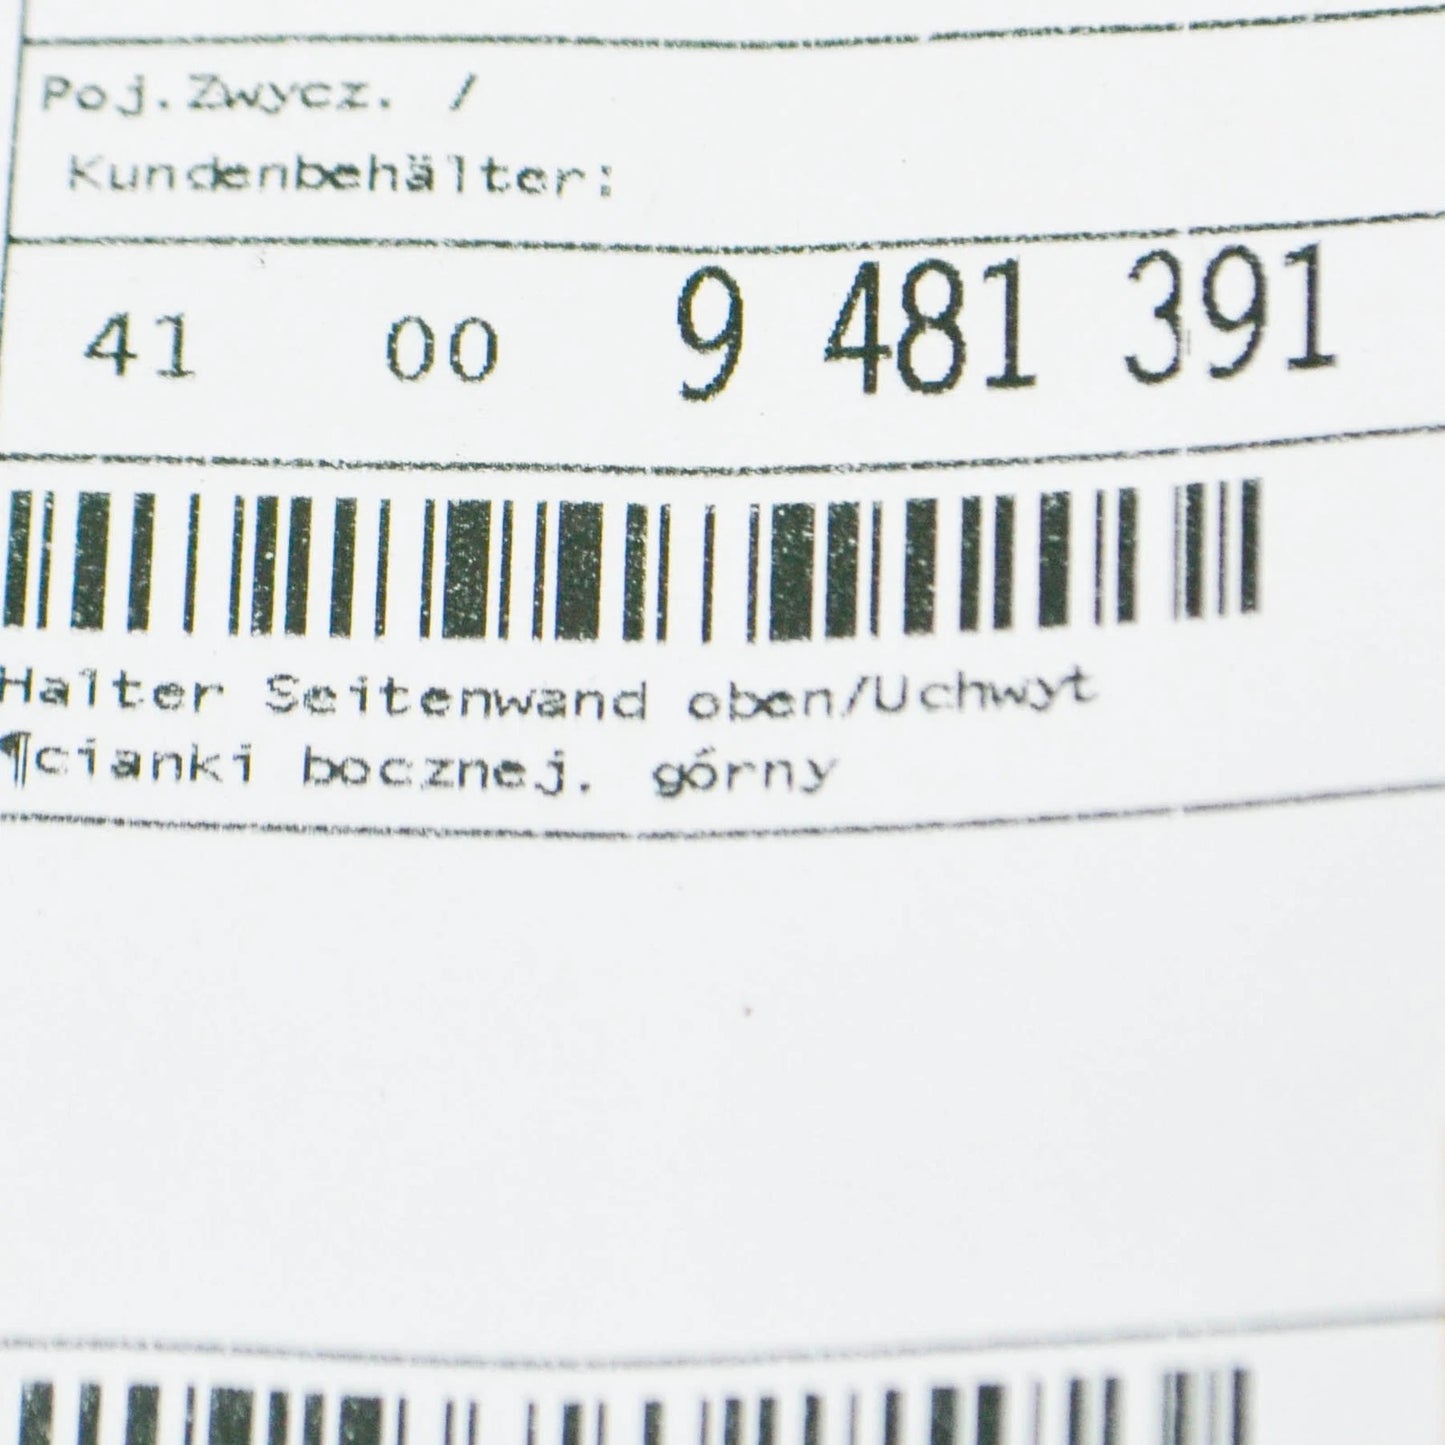 Poj.Zwycz. /
Kundenbehälter:
41 00 9 481 391
Halter Seitenwand oben/Uchwyt
¶cianki bocznej. górny